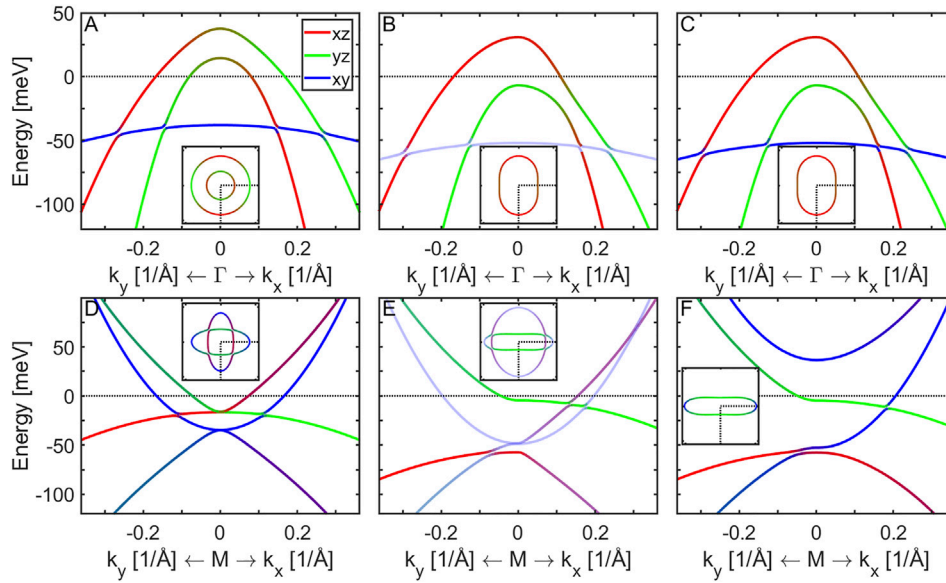 A
B
C
xz
yz
xy
Energy [meV]
50
0
-50
-100
-0.2
0
0.2
-0.2
0
0.2
-0.2
0
0.2
k_y [1/Å] ← Γ → k_x [1/Å]
k_y [1/Å] ← Γ → k_x [1/Å]
k_y [1/Å] ← Γ → k_x [1/Å]
D
E
F
Energy [meV]
50
0
-50
-100
-0.2
0
0.2
-0.2
0
0.2
-0.2
0
0.2
k_y [1/Å] ← M → k_x [1/Å]
k_y [1/Å] ← M → k_x [1/Å]
k_y [1/Å] ← M → k_x [1/Å]